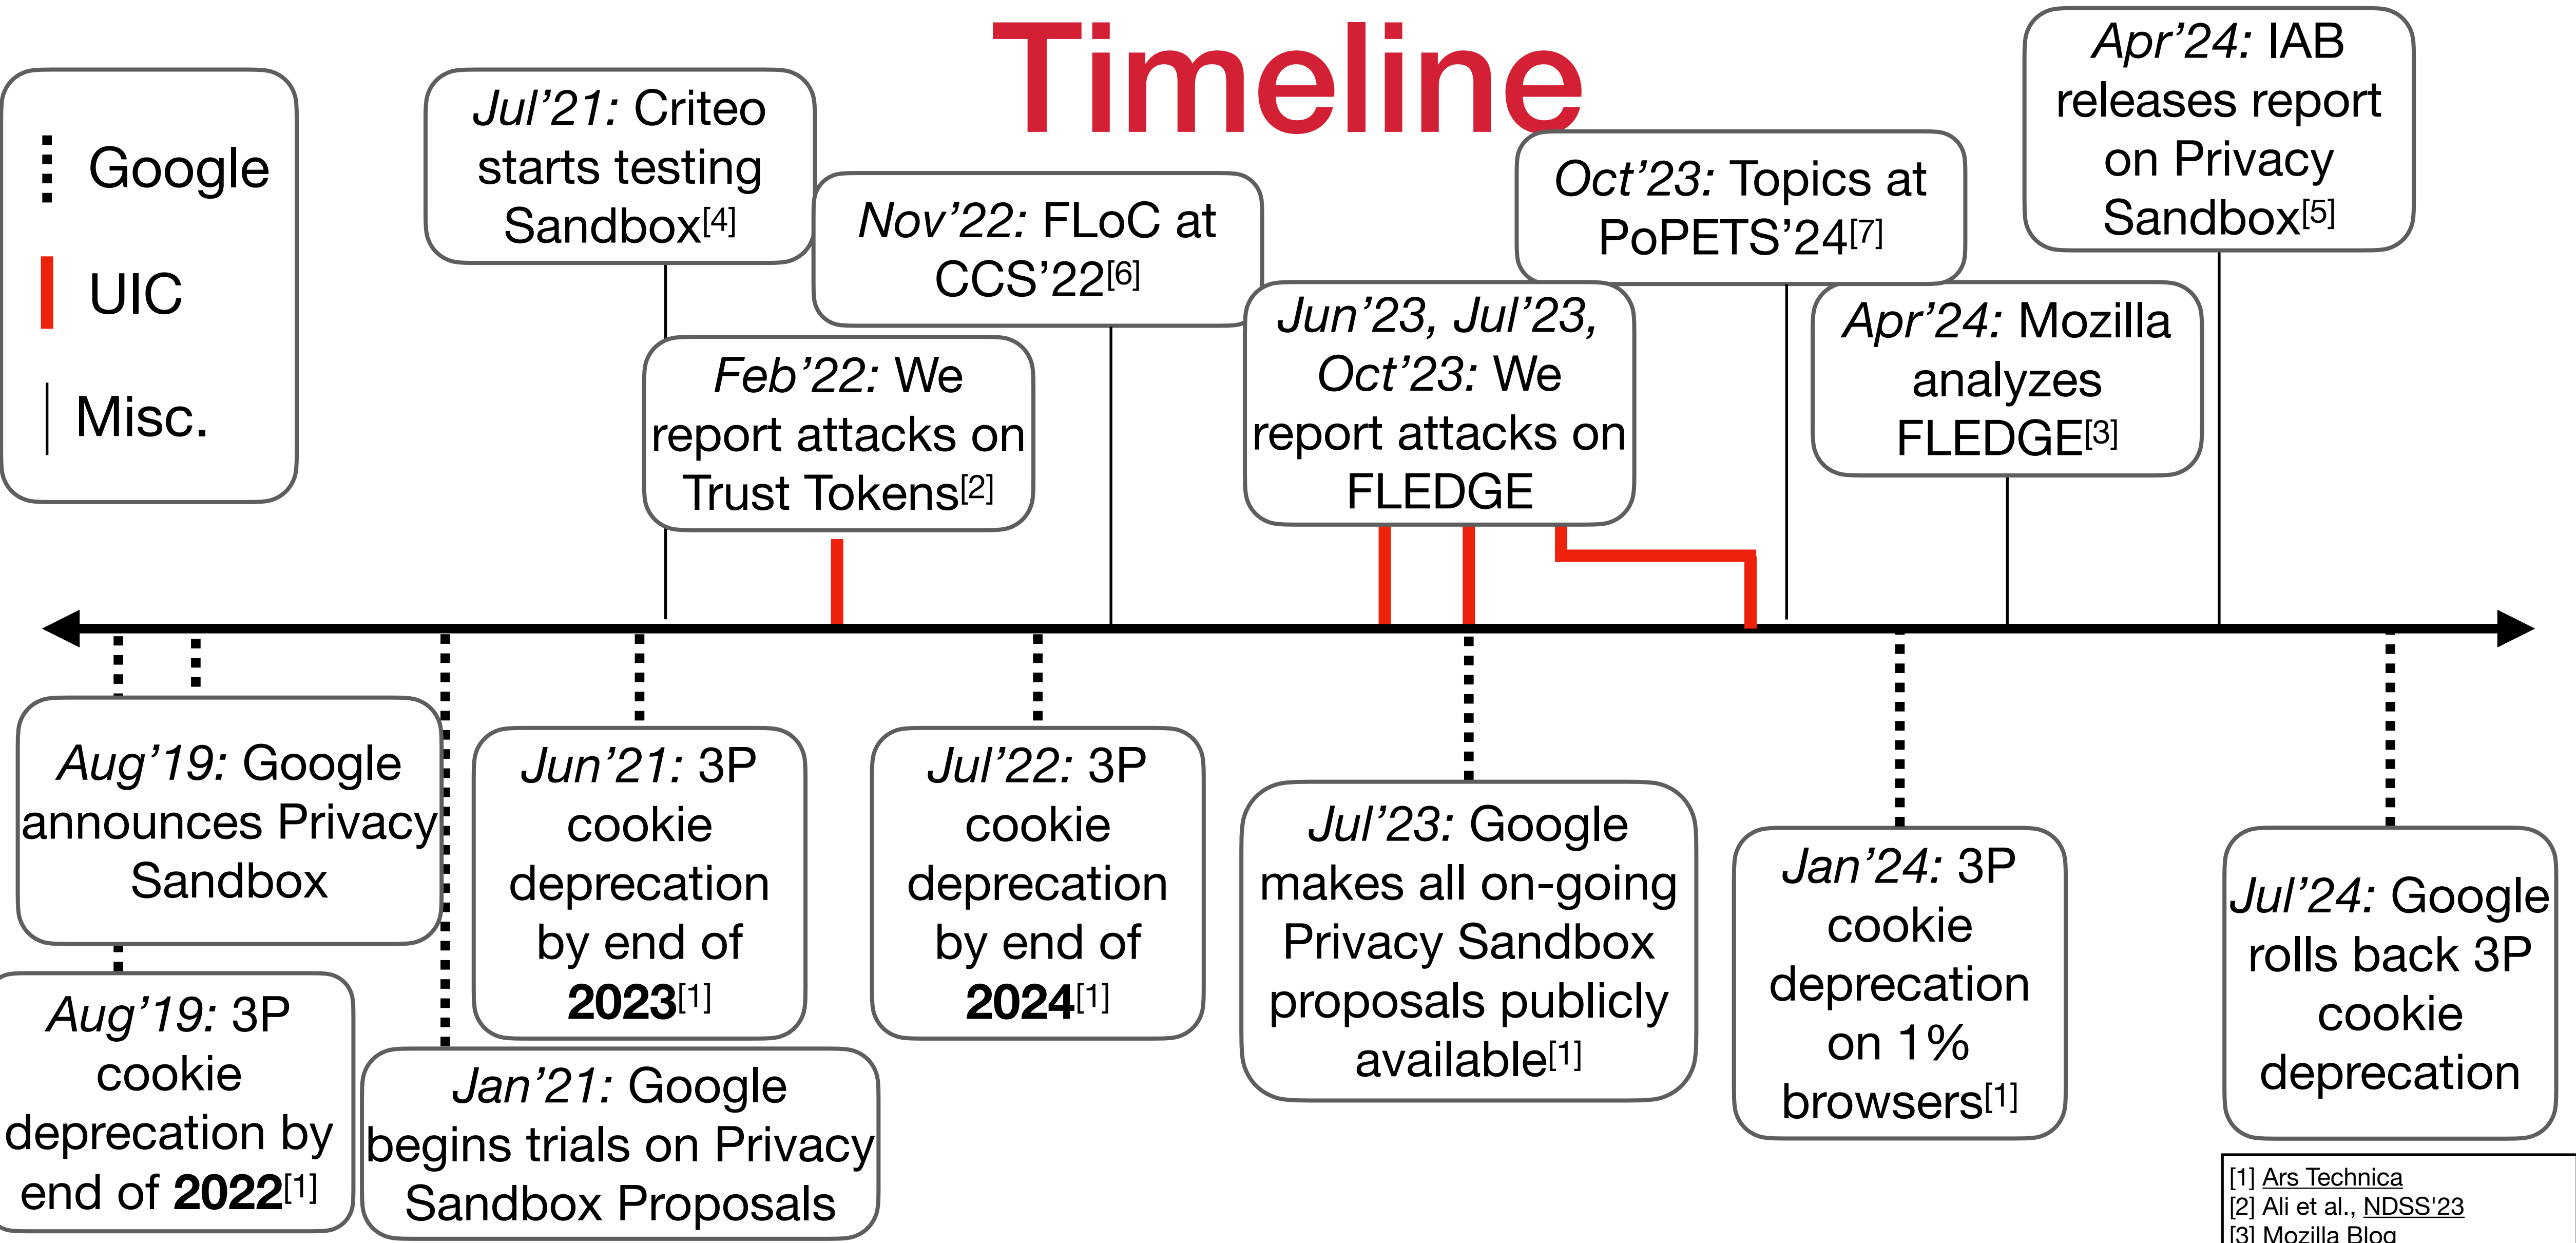 Timeline
Google
UIC
Misc.
Jul’21: Criteo
starts testing
Sandbox[4]
Feb’22: We
report attacks on
Trust Tokens[2]
Nov’22: FLoC at
CCS’22[6]
Jun’23, Jul’23,
Oct’23: We
report attacks on
FLEDGE
Oct’23: Topics at
PoPETS’24[7]
Apr’24: Mozilla
analyzes
FLEDGE[3]
Apr’24: IAB
releases report
on Privacy
Sandbox[5]
Aug’19: Google
announces Privacy
Sandbox
Aug’19: 3P
cookie
deprecation by
end of 2022[1]
Jan’21: Google
begins trials on Privacy
Sandbox Proposals
Jun’21: 3P
cookie
deprecation
by end of
2023[1]
Jul’22: 3P
cookie
deprecation
by end of
2024[1]
Jul’23: Google
makes all on-going
Privacy Sandbox
proposals publicly
available[1]
Jan’24: 3P
cookie
deprecation
on 1%
browsers[1]
Jul’24: Google
rolls back 3P
cookie
deprecation
[1] Ars Technica
[2] Ali et al., NDSS'23
[3] Mozilla Blog